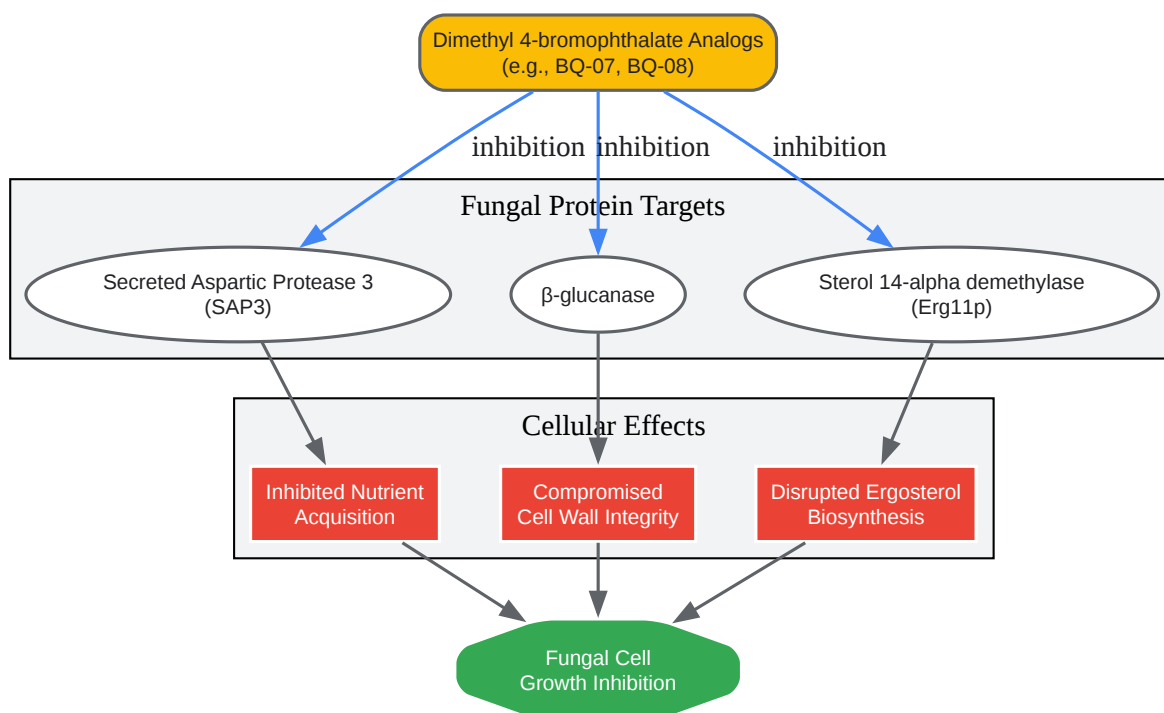 Dimethyl 4-bromophthalate Analogs
(e.g., BQ-07, BQ-08)
inhibition
inhibition
inhibition
Fungal Protein Targets
Secreted Aspartic Protease 3
(SAP3)
β-glucanase
Sterol 14-alpha demethylase
(Erg11p)
Cellular Effects
Inhibited Nutrient
Acquisition
Compromised
Cell Wall Integrity
Disrupted Ergosterol
Biosynthesis
Fungal Cell
Growth Inhibition